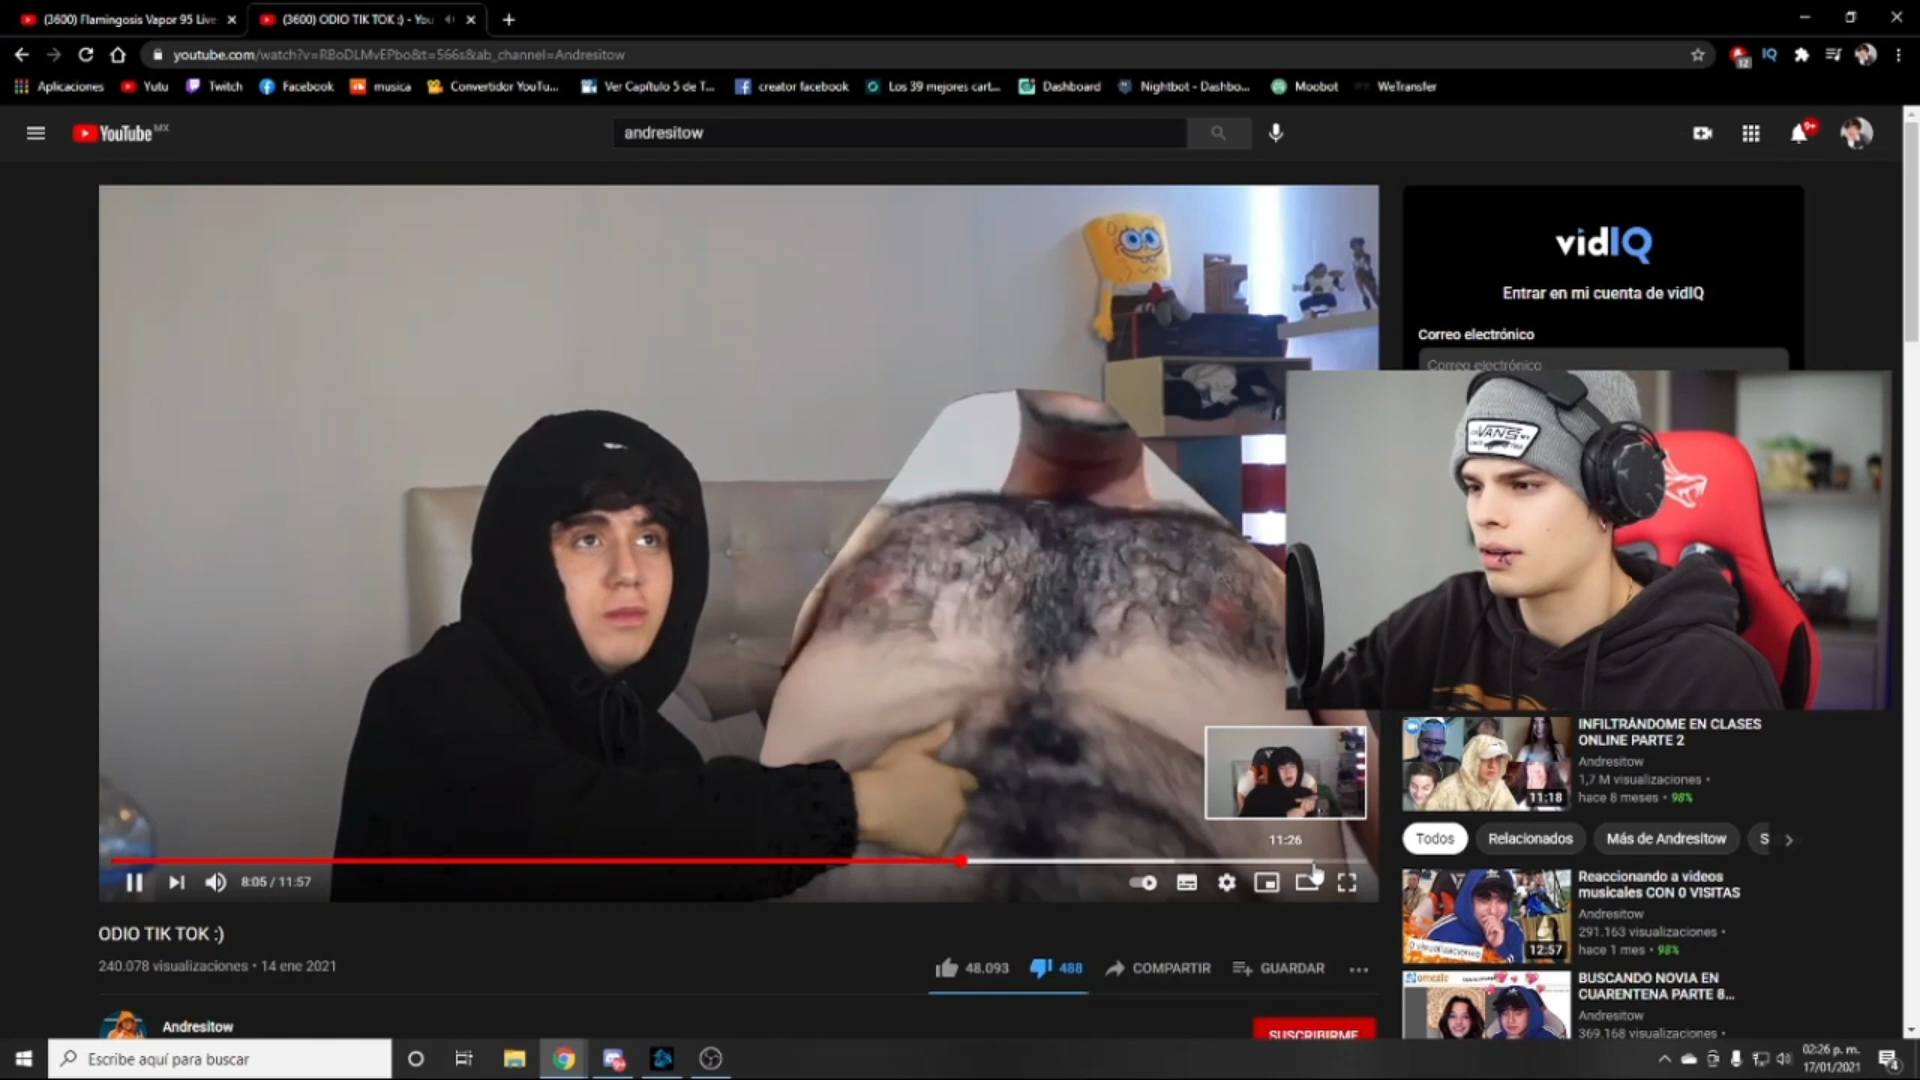 (3600) Flamingosis Vapor 95 Live
(3600) ODIO TIK TOK :) - You
youtube.com/watch?v=RBoDLMvEPbo&t=566s&ab_channel=Andresitow
12
IQ
Aplicaciones
Yutu
Twitch
Facebook
musica
Convertidor YouTu...
Ver Capítulo 5 de T...
creator facebook
Los 39 mejores cart...
Dashboard
Nightbot - Dashbo...
Moobot
WeTransfer
YouTube MX
andresitow
9+
vidIQ
Entrar en mi cuenta de vidIQ
Correo electrónico
Correo electrónico
VANS
INFILTRÁNDOME EN CLASES
ONLINE PARTE 2
Andresitow
1,7 M visualizaciones •
hace 8 meses • 98%
11:18
Todos
Relacionados
Más de Andresitow
S
11:26
8:05 / 11:57
Reaccionando a videos
musicales CON 0 VISITAS
Andresitow
291.163 visualizaciones •
hace 1 mes • 98%
12:57
ODIO TIK TOK :)
240.078 visualizaciones • 14 ene 2021
48.093
488
COMPARTIR
GUARDAR
BUSCANDO NOVIA EN
CUARENTENA PARTE 8...
Andresitow
369.168 visualizaciones •
omegle
Andresitow
SUSCRIBIRME
Escribe aquí para buscar
02:26 p. m.
17/01/2021
4